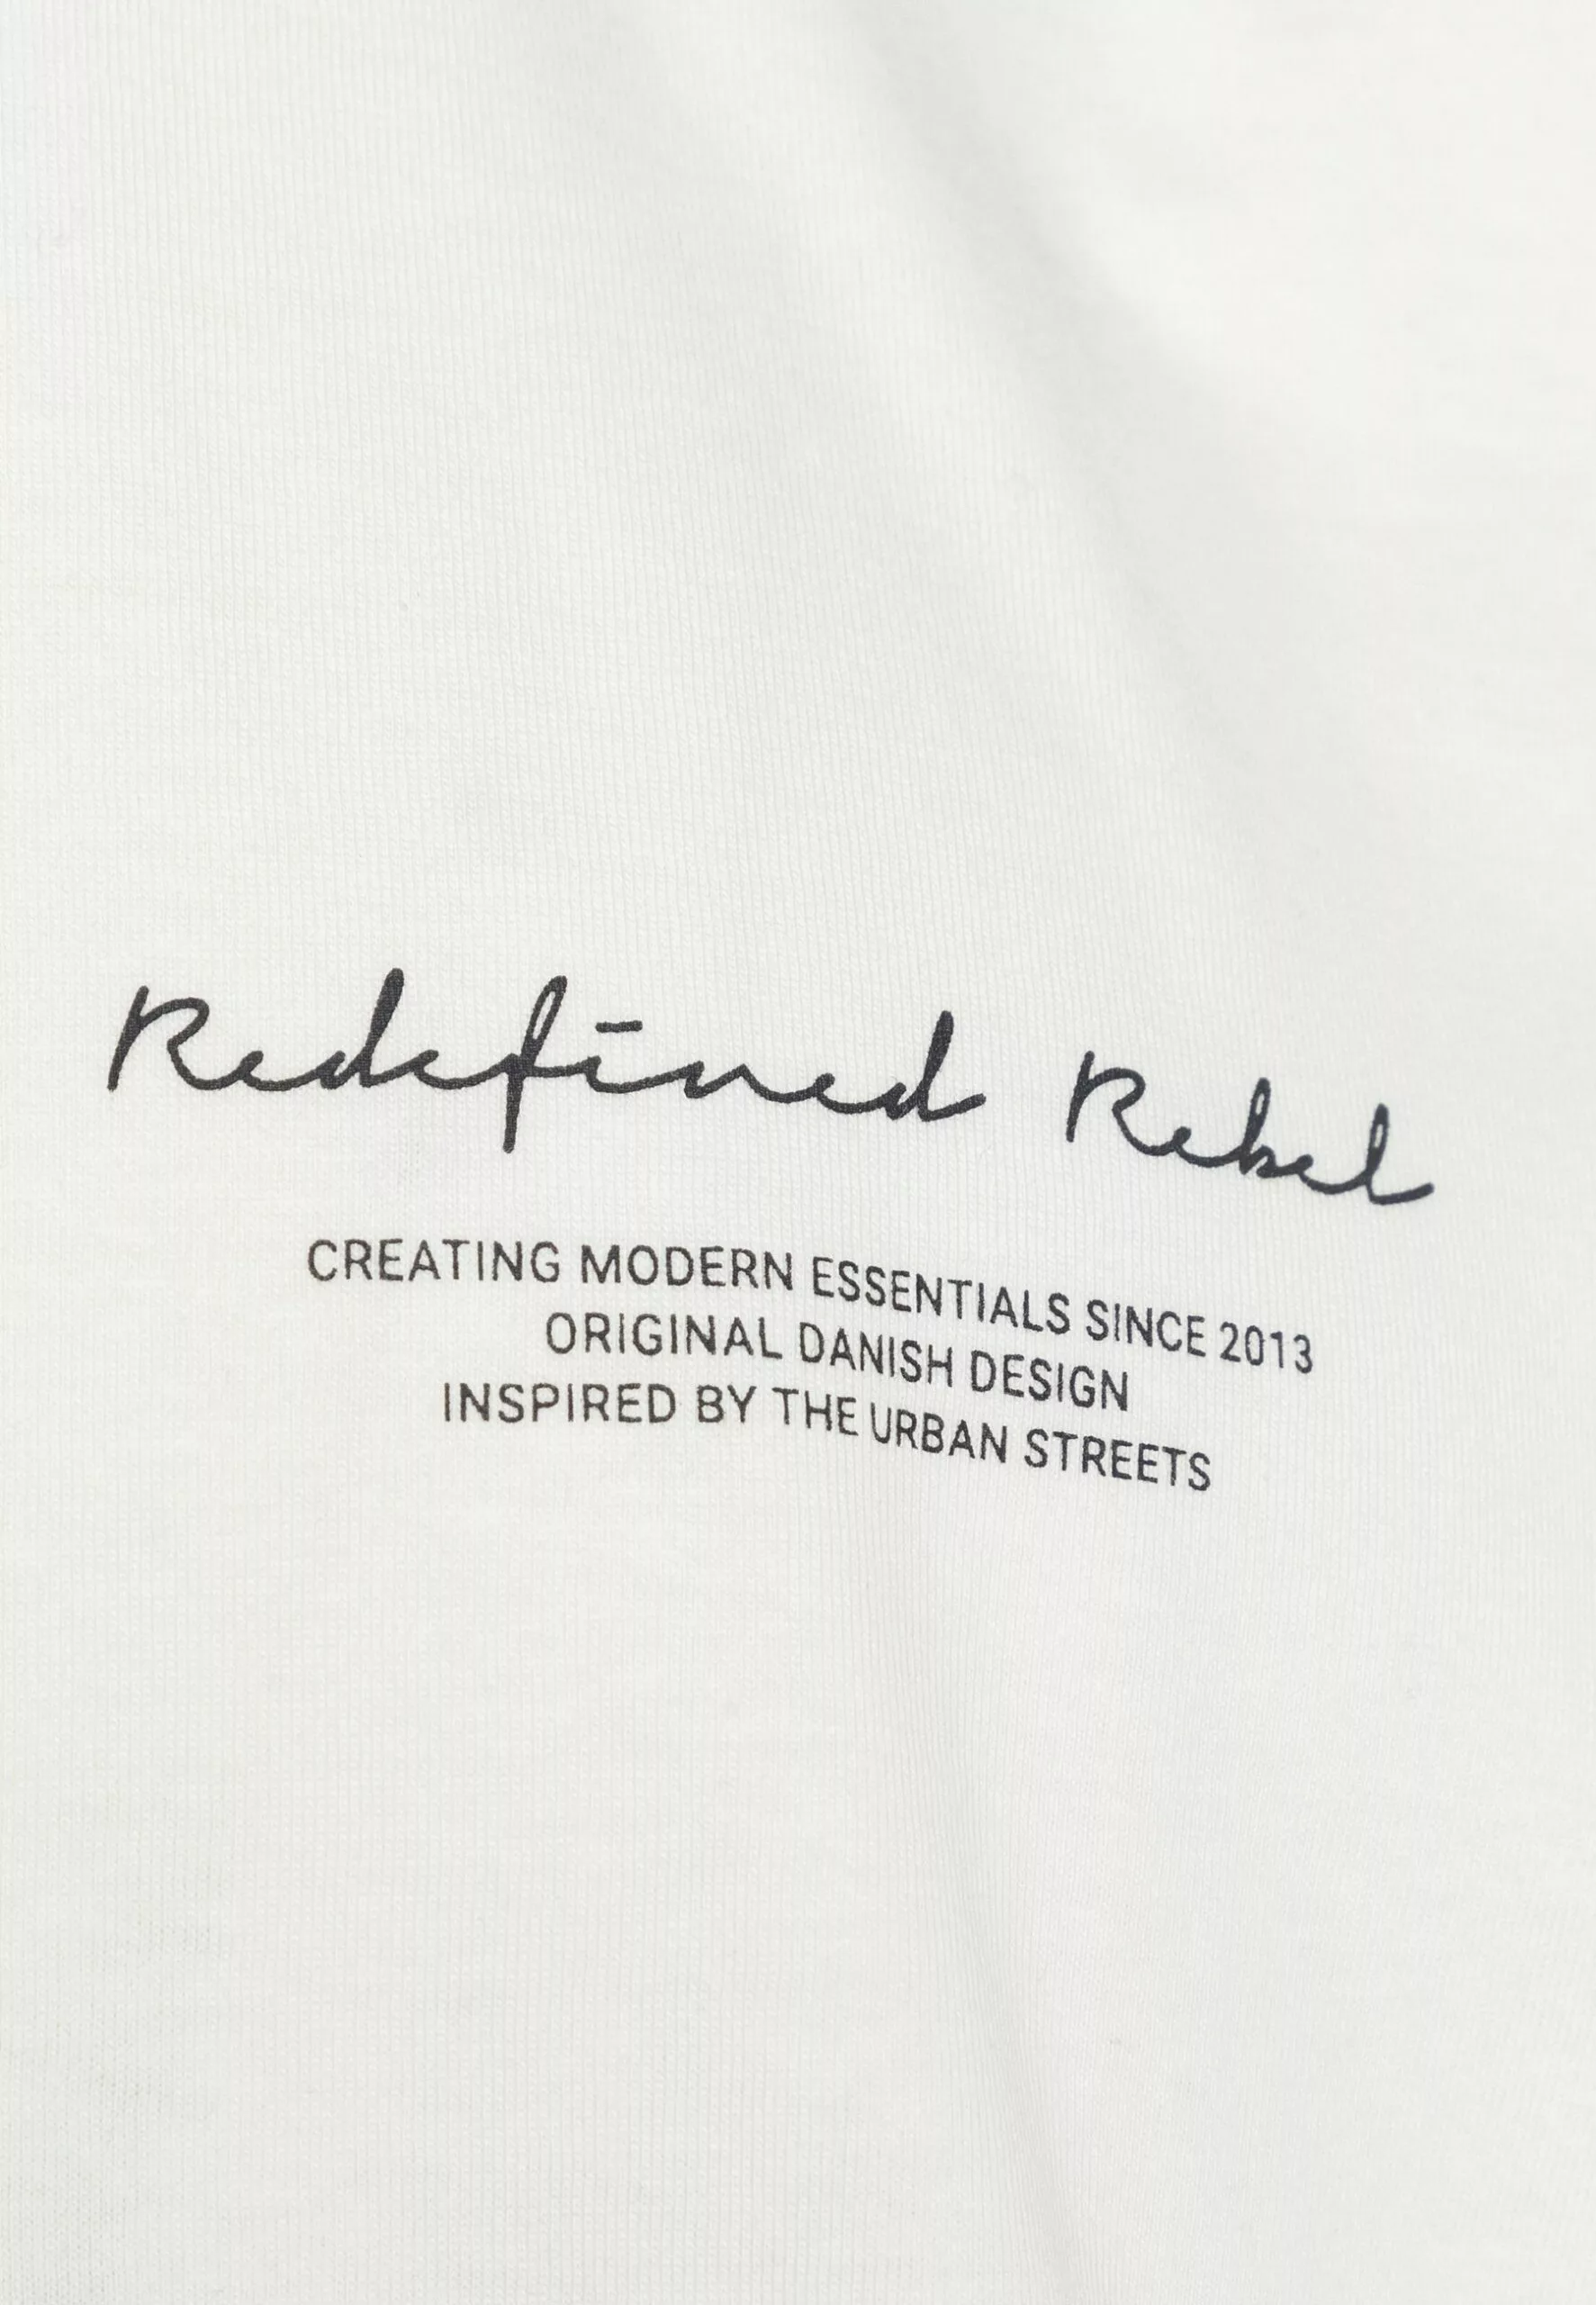 Redefined Rebel
CREATING MODERN ESSENTIALS SINCE 2013
ORIGINAL DANISH DESIGN
INSPIRED BY THE URBAN STREETS